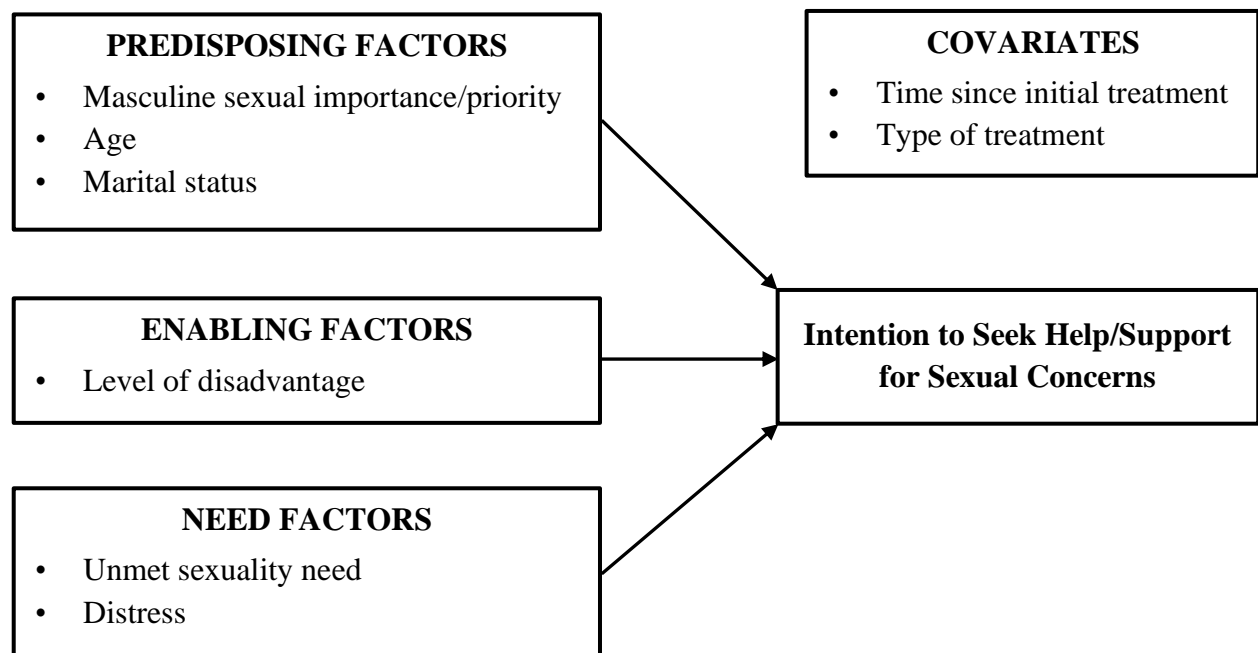 PREDISPOSING FACTORS
• Masculine sexual importance/priority
• Age
• Marital status
COVARIATES
• Time since initial treatment
• Type of treatment
ENABLING FACTORS
• Level of disadvantage
Intention to Seek Help/Support
for Sexual Concerns
NEED FACTORS
• Unmet sexuality need
• Distress